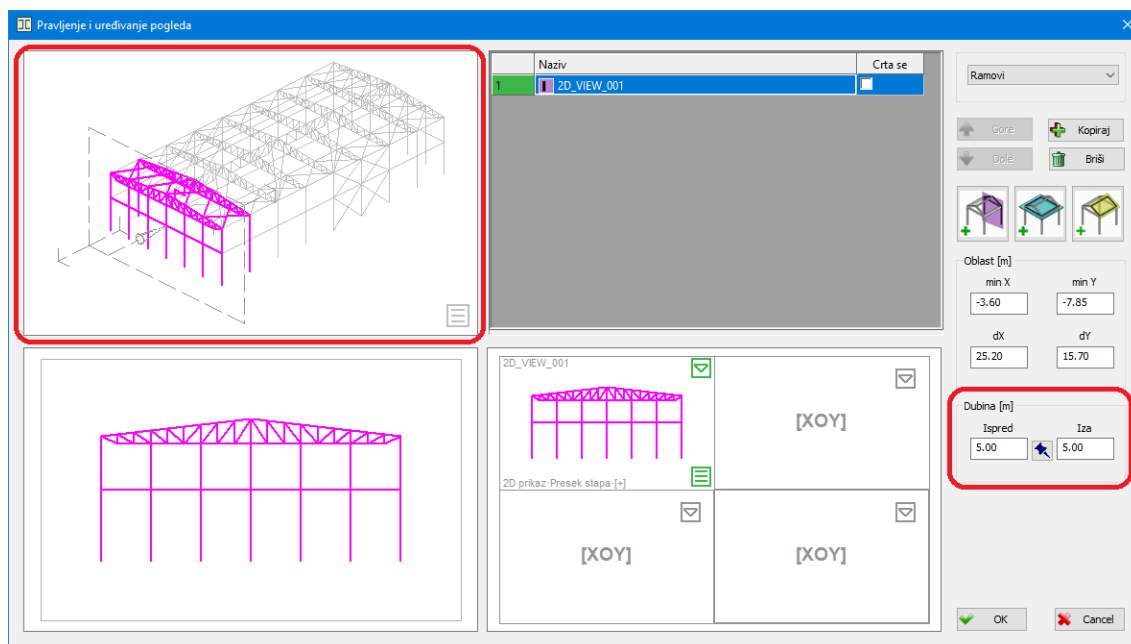 Pravljenje i uređivanje pogleda
Naziv
Crta se
1
2D_VIEW_001
Ramovi
Gore
Kopiraj
Dole
Briši
Oblast [m]
min X
min Y
-3.60
-7.85
dX
dY
25.20
15.70
Dubina [m]
Ispred
Iza
5.00
5.00
2D_VIEW_001
[XOY]
2D prikaz·Presek stapa·[+]
[XOY]
[XOY]
OK
Cancel